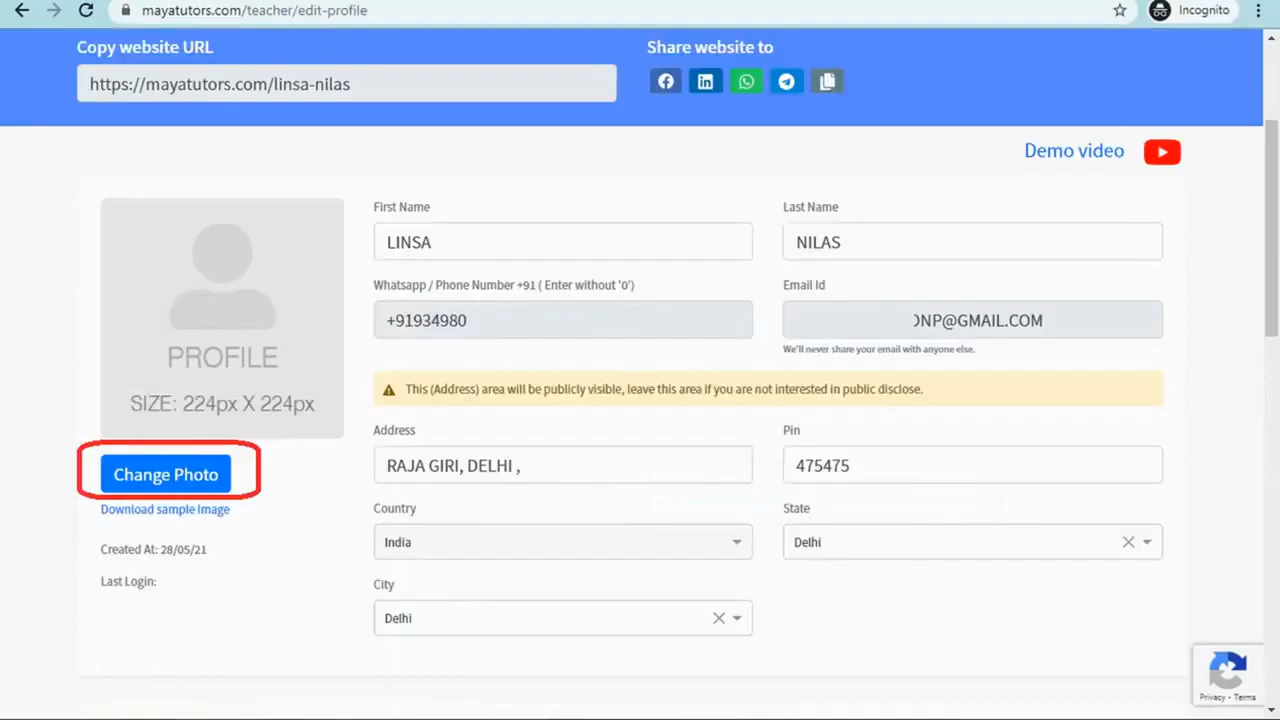 mayatutors.com/teacher/edit-profile
Incognito
Copy website URL
Share website to
https://mayatutors.com/linsa-nilas
Demo video
PROFILE
SIZE: 224px X 224px
Change Photo
Download sample Image
Created At: 28/05/21
Last Login:
First Name
Last Name
LINSA
NILAS
Whatsapp / Phone Number +91 ( Enter without '0')
Email Id
+91934980
NP@GMAIL.COM
We'll never share your email with anyone else.
This (Address) area will be publicly visible, leave this area if you are not interested in public disclose.
Address
Pin
RAJA GIRI, DELHI ,
475475
Country
State
India
Delhi
City
Delhi
Privacy - Terms